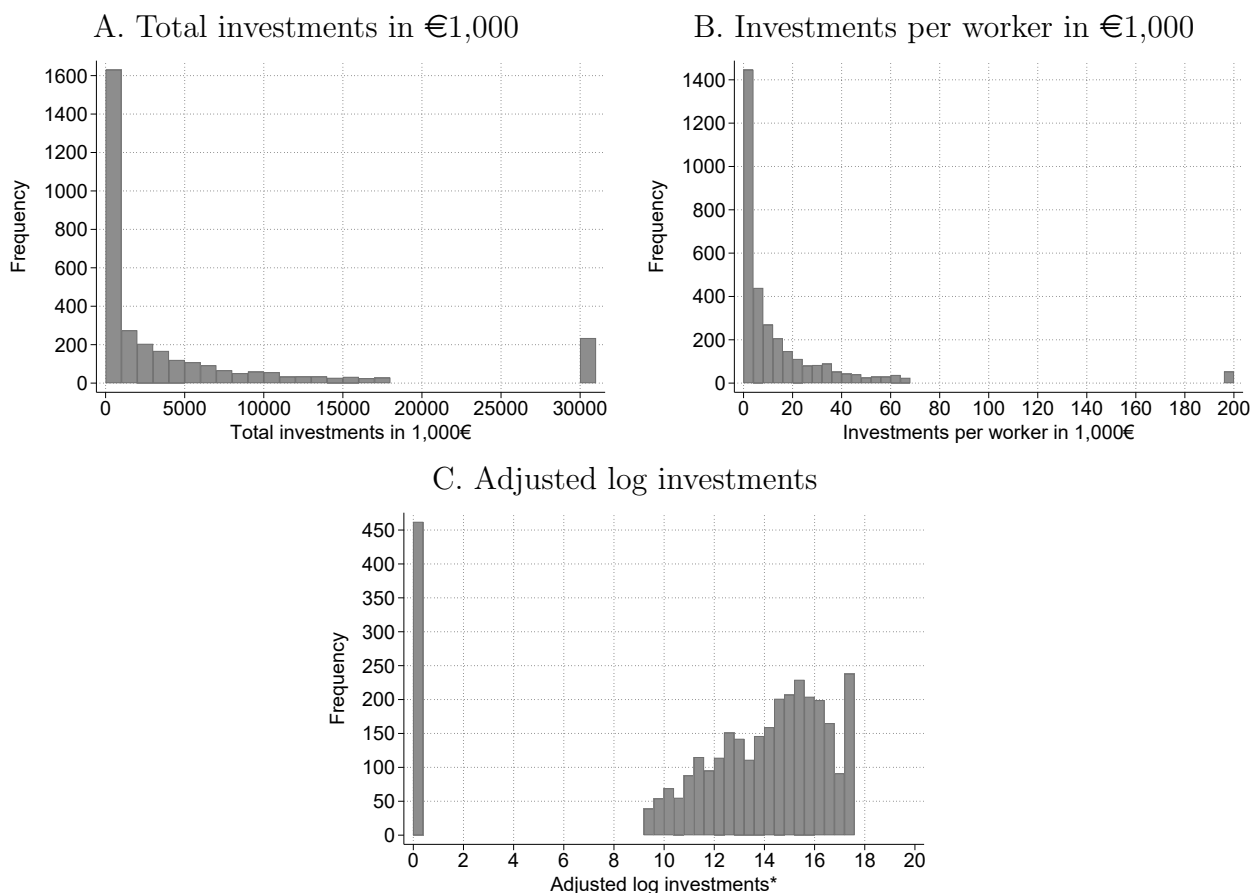 A. Total investments in €1,000
1600
1400
1200
1000
800
600
400
200
0
Frequency
0 5000 10000 15000 20000 25000 30000
Total investments in 1,000€
B. Investments per worker in €1,000
1400
1200
1000
800
600
400
200
0
Frequency
0 20 40 60 80 100 120 140 160 180 200
Investments per worker in 1,000€
C. Adjusted log investments
450
400
350
300
250
200
150
100
50
0
Frequency
0 2 4 6 8 10 12 14 16 18 20
Adjusted log investments*